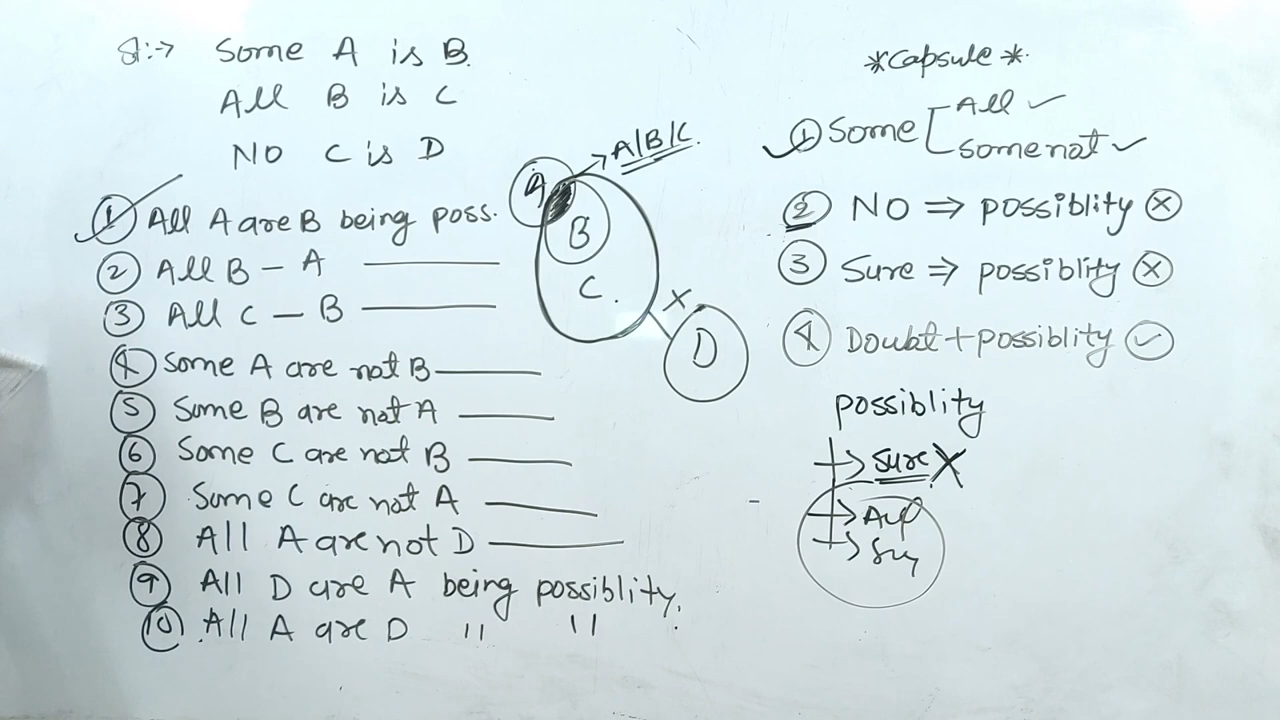 St:→ Some A is B.
All B is C
NO C is D
① All A are B being poss.
② All B – A
③ All C – B
④ Some A are not B
⑤ Some B are not A
⑥ Some C are not B
⑦ Some C are not A
⑧ All A are not D
⑨ All D are A being possiblity.
⑩ All A are D " "
A/B/C.
A
B
C.
D
*Capsule*
① Some [ All ✓
Some not ✓
② NO ⇒ possiblity ⓧ
③ Sure ⇒ possiblity ⓧ
④ Doubt + possiblity ✓
possiblity
→ Sure X
→ All